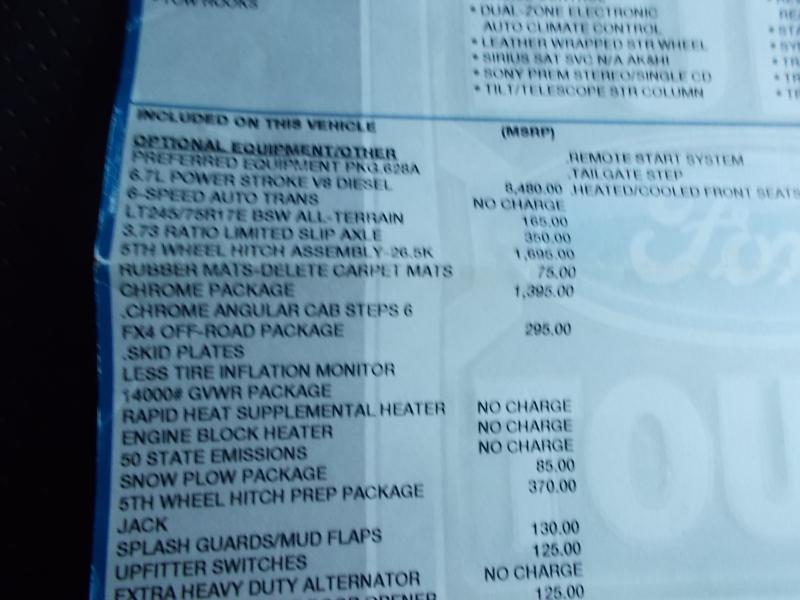 TOW HOOKS
• DUAL-ZONE ELECTRONIC
AUTO CLIMATE CONTROL
• LEATHER WRAPPED STR WHEEL
• SIRIUS SAT SVC N/A AK&HI
• SONY PREM STEREO/SINGLE CD
• TILT/TELESCOPE STR COLUMN
INCLUDED ON THIS VEHICLE (MSRP)
OPTIONAL EQUIPMENT/OTHER
PREFERRED EQUIPMENT PKG.628A .REMOTE START SYSTEM
6.7L POWER STROKE V8 DIESEL .TAILGATE STEP
8,480.00 .HEATED/COOLED FRONT SEATS
6-SPEED AUTO TRANS NO CHARGE
LT245/75R17E BSW ALL-TERRAIN 165.00
3.73 RATIO LIMITED SLIP AXLE 350.00
5TH WHEEL HITCH ASSEMBLY-26.5K 1,695.00
RUBBER MATS-DELETE CARPET MATS 75.00
CHROME PACKAGE 1,395.00
.CHROME ANGULAR CAB STEPS 6
FX4 OFF-ROAD PACKAGE 295.00
.SKID PLATES
LESS TIRE INFLATION MONITOR
14000# GVWR PACKAGE
RAPID HEAT SUPPLEMENTAL HEATER NO CHARGE
ENGINE BLOCK HEATER NO CHARGE
50 STATE EMISSIONS NO CHARGE
SNOW PLOW PACKAGE 85.00
5TH WHEEL HITCH PREP PACKAGE 370.00
JACK
SPLASH GUARDS/MUD FLAPS 130.00
UPFITTER SWITCHES 125.00
EXTRA HEAVY DUTY ALTERNATOR NO CHARGE
OPENER 125.00